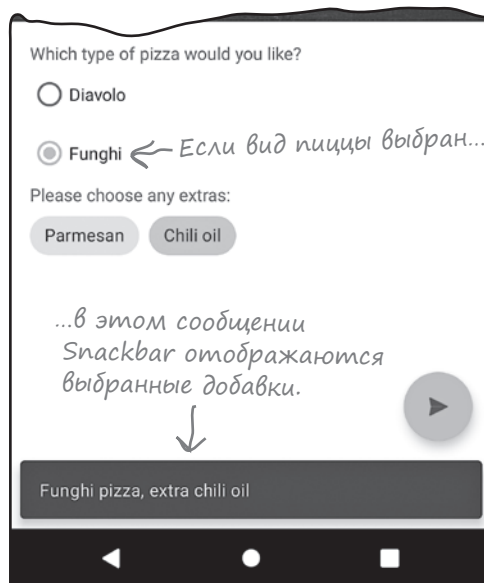 Which type of pizza would you like?
Diavolo
Funghi
Если вид пиццы выбран...
Please choose any extras:
Parmesan Chili oil
...в этом сообщении
Snackbar отображаются
выбранные добавки.
Funghi pizza, extra chili oil